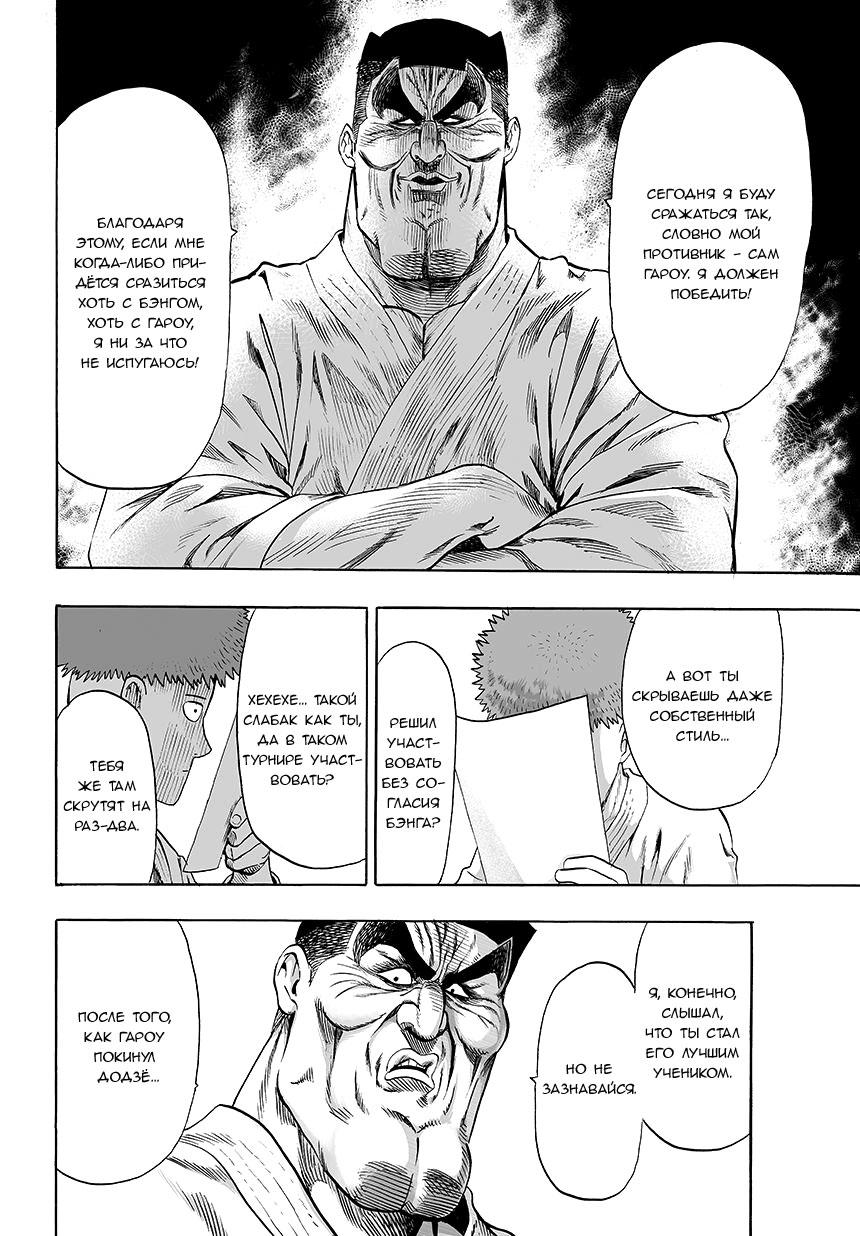 СЕГОДНЯ Я БУДУ
СРАЖАТЬСЯ ТАК,
СЛОВНО МОЙ
ПРОТИВНИК – САМ
ГАРОУ. Я ДОЛЖЕН
ПОБЕДИТЬ!
БЛАГОДАРЯ
ЭТОМУ, ЕСЛИ МНЕ
КОГДА-ЛИБО ПРИ-
ДЁТСЯ СРАЗИТЬСЯ
ХОТЬ С БЭНГОМ,
ХОТЬ С ГАРОУ,
Я НИ ЗА ЧТО
НЕ ИСПУГАЮСЬ!
А ВОТ ТЫ
СКРЫВАЕШЬ ДАЖЕ
СОБСТВЕННЫЙ
СТИЛЬ...
РЕШИЛ
УЧАСТ-
ВОВАТЬ
БЕЗ СО-
ГЛАСИЯ
БЭНГА?
ХЕХЕХЕ... ТАКОЙ
СЛАБАК КАК ТЫ,
ДА В ТАКОМ
ТУРНИРЕ УЧАСТ-
ВОВАТЬ?
ТЕБЯ
ЖЕ ТАМ
СКРУТЯТ НА
РАЗ-ДВА.
Я, КОНЕЧНО,
СЛЫШАЛ,
ЧТО ТЫ СТАЛ
ЕГО ЛУЧШИМ
УЧЕНИКОМ.
НО НЕ
ЗАЗНАВАЙСЯ.
ПОСЛЕ ТОГО,
КАК ГАРОУ
ПОКИНУЛ
ДОДЗЁ...